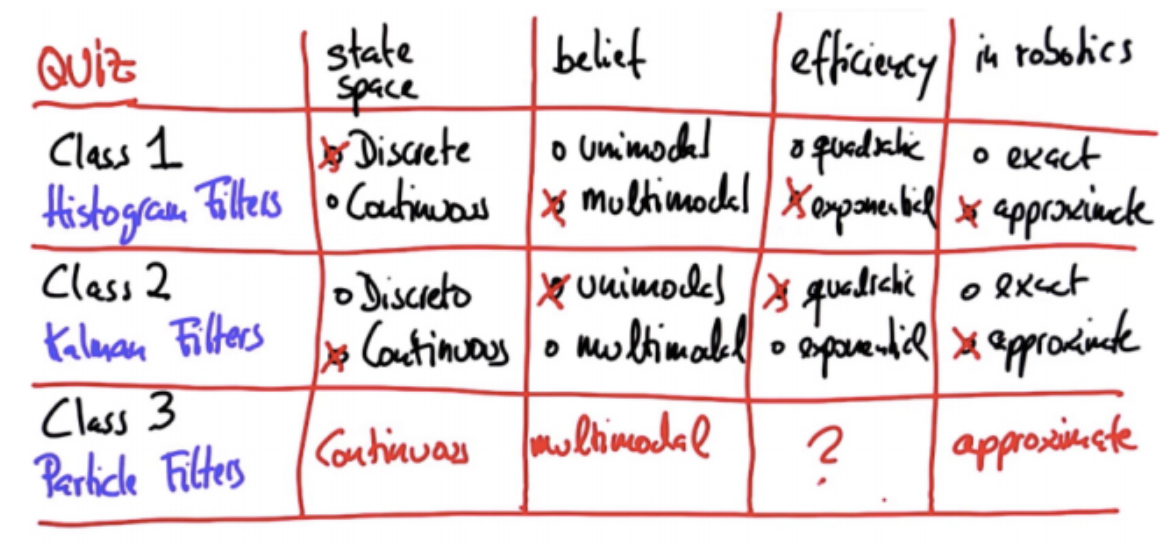 QUiZ
state space
belief
efficiency
in robotics
Class 1
Histogram Filters
Discrete
Continuous
unimodal
multimodal
quadratic
exponential
exact
approximate
Class 2
Kalman Filters
Discrete
Continuous
unimodal
multimodal
quadratic
exponential
exact
approximate
Class 3
Particle Filters
Continuous
multimodal
?
approximate